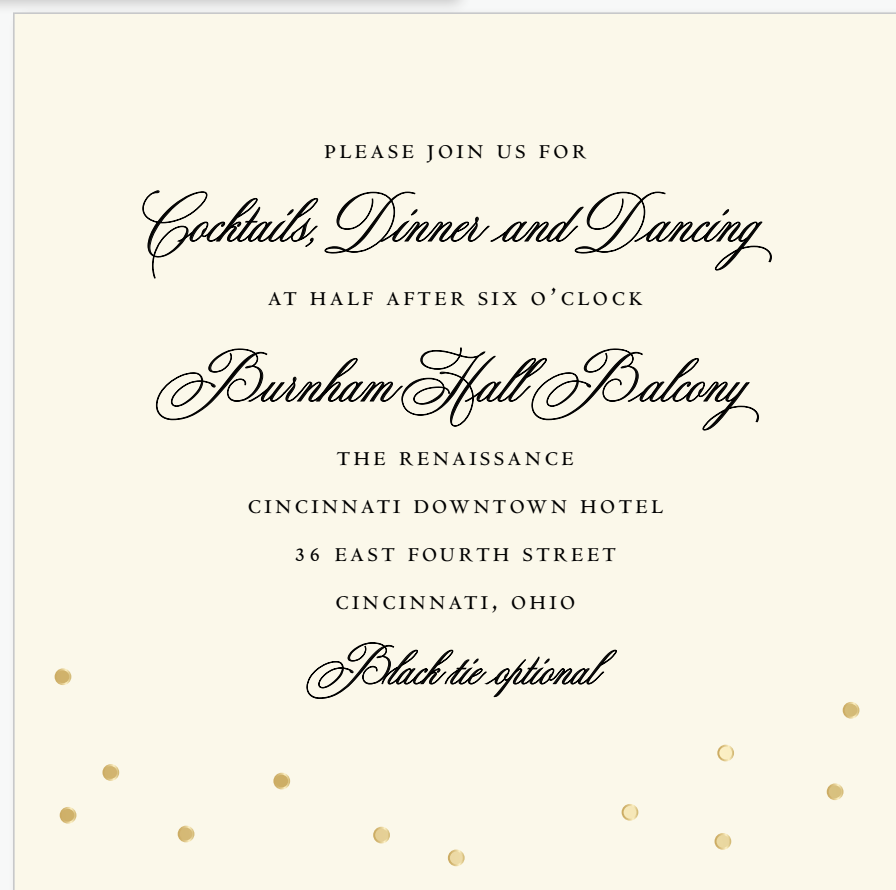 PLEASE JOIN US FOR
Cocktails, Dinner and Dancing
AT HALF AFTER SIX O’CLOCK
Burnham Hall Balcony
THE RENAISSANCE
CINCINNATI DOWNTOWN HOTEL
36 EAST FOURTH STREET
CINCINNATI, OHIO
Black tie optional